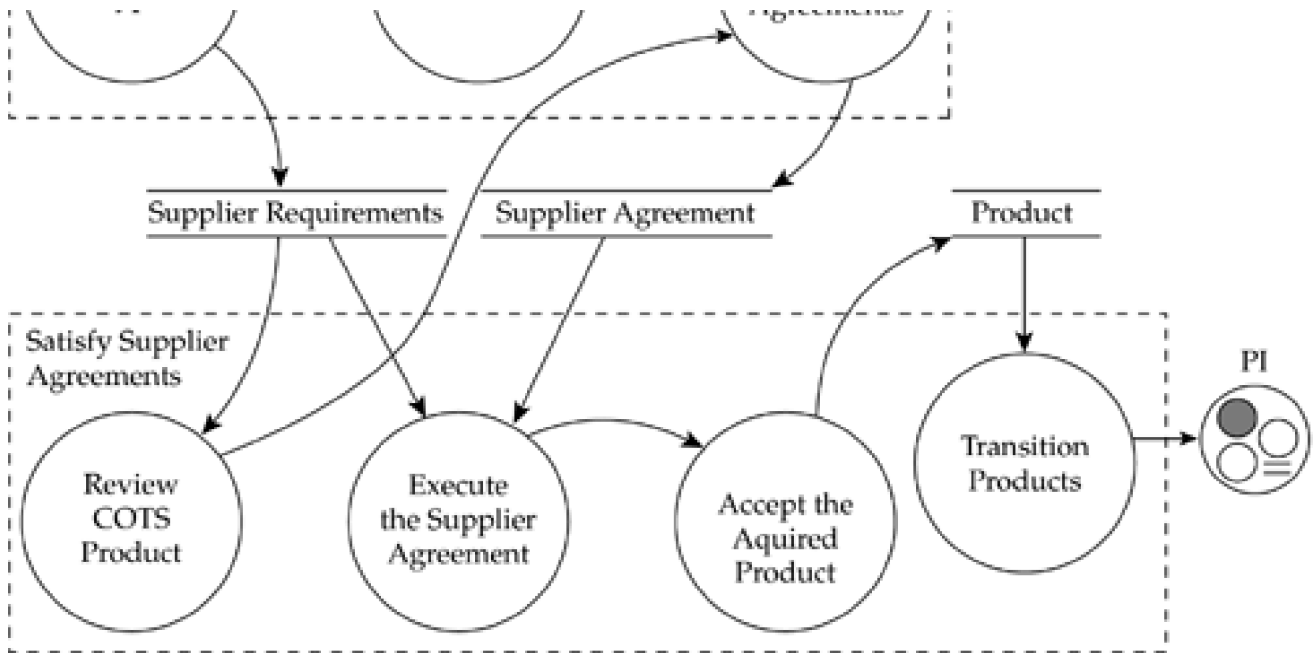 Agreements
Supplier Requirements
Supplier Agreement
Product
Satisfy Supplier
Agreements
PI
Review
COTS
Product
Execute
the Supplier
Agreement
Accept the
Aquired
Product
Transition
Products